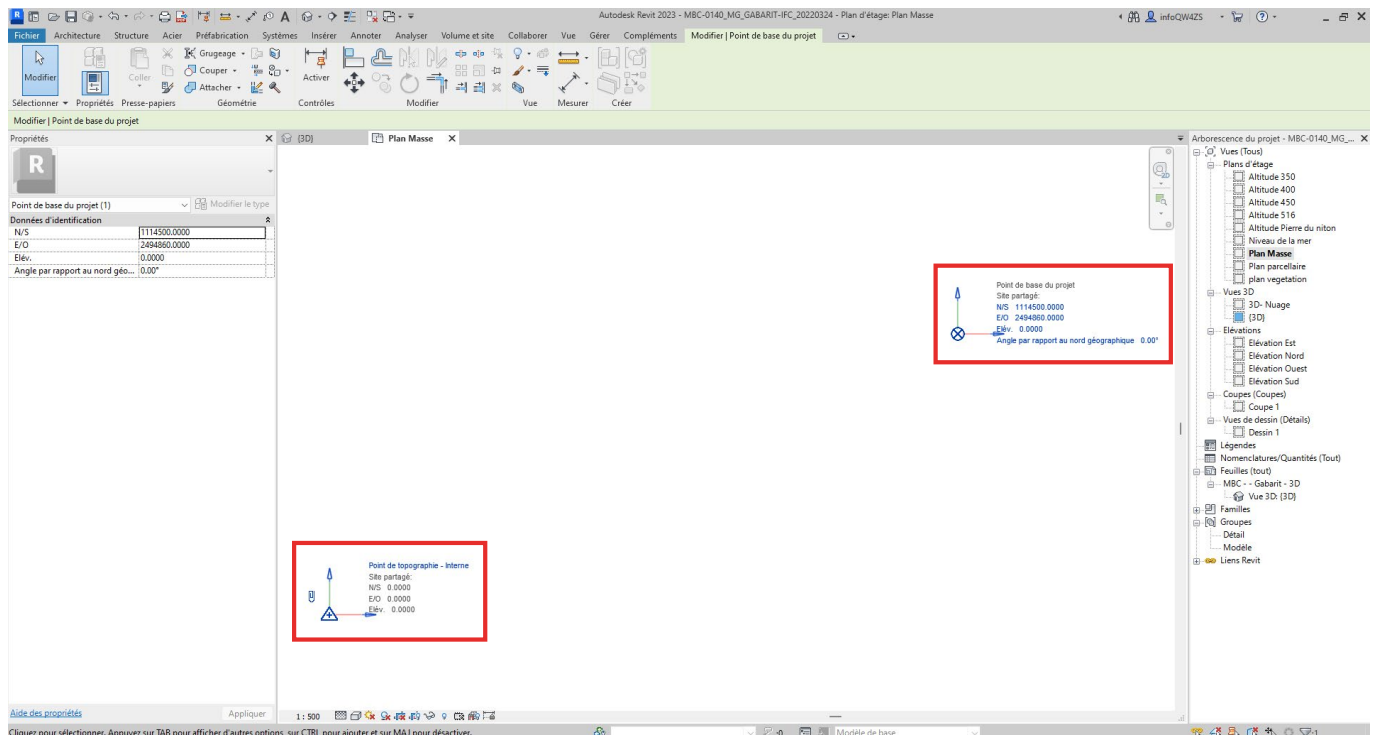 Autodesk Revit 2023 - MBC-0140_MG_GABARIT-IFC_20220324 - Plan d'étage: Plan Masse
infoQW4ZS
Fichier Architecture Structure Acier Préfabrication Systèmes Insérer Annoter Analyser Volume et site Collaborer Vue Gérer Compléments Modifier | Point de base du projet
Modifier
Coller
Grugeage
Couper
Attacher
Activer
Sélectionner Propriétés Presse-papiers Géométrie Contrôles Modifier Vue Mesurer Créer
Modifier | Point de base du projet
Propriétés
{3D}
Plan Masse
Arborescence du projet - MBC-0140_MG_...
R
Point de base du projet (1)
Modifier le type
Données d'identification
N/S 1114500.0000
E/O 2494860.0000
Elév. 0.0000
Angle par rapport au nord géo... 0.00°
2D
Point de base du projet
Site partagé:
N/S 1114500.0000
E/O 2494860.0000
Elév. 0.0000
Angle par rapport au nord géographique 0.00°
Point de topographie - Interne
Site partagé:
N/S 0.0000
E/O 0.0000
Elév. 0.0000
Vues (Tous)
Plans d'étage
Altitude 350
Altitude 400
Altitude 450
Altitude 516
Altitude Pierre du niton
Niveau de la mer
Plan Masse
Plan parcellaire
plan vegetation
Vues 3D
3D- Nuage
{3D}
Elévations
Elévation Est
Elévation Nord
Elévation Ouest
Elévation Sud
Coupes (Coupes)
Coupe 1
Vues de dessin (Détails)
Dessin 1
Légendes
Nomenclatures/Quantités (Tout)
Feuilles (tout)
MBC - - Gabarit - 3D
Vue 3D: {3D}
Familles
Groupes
Détail
Modèle
Liens Revit
Aide des propriétés
Appliquer
1 : 500
Cliquez pour sélectionner. Appuyez sur TAB pour afficher d'autres options, sur CTRL pour ajouter et sur MAJ pour désactiver.
:0
Modèle de base
:1